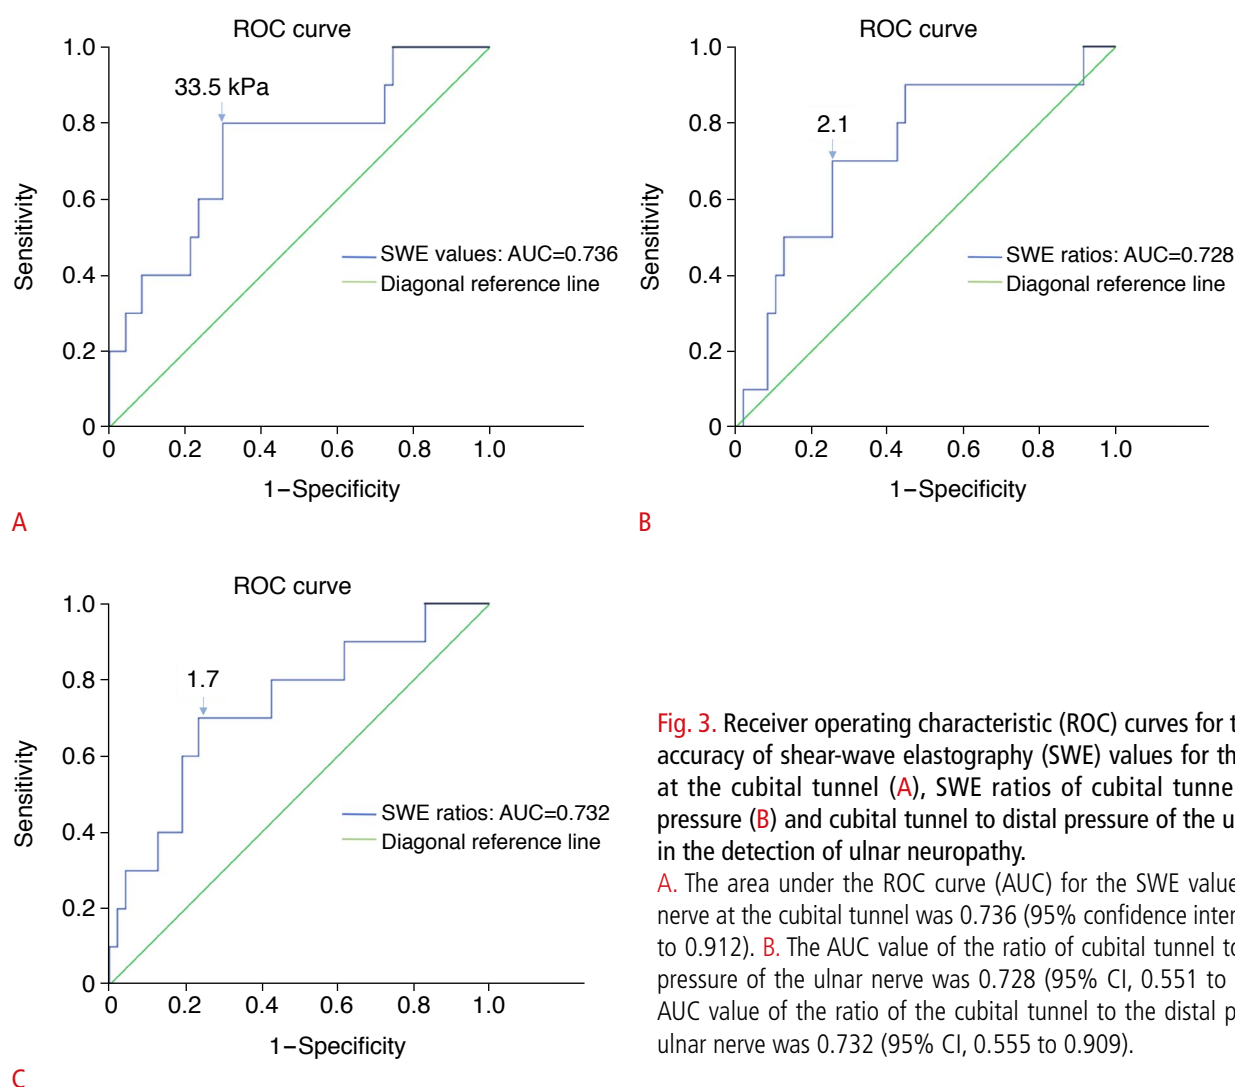 ROC curve
1.0
0.8
0.6
0.4
0.2
0
33.5 kPa
Sensitivity
SWE values: AUC=0.736
Diagonal reference line
0 0.2 0.4 0.6 0.8 1.0
1−Specificity
A
ROC curve
1.0
0.8
0.6
0.4
0.2
0
2.1
Sensitivity
SWE ratios: AUC=0.728
Diagonal reference line
0 0.2 0.4 0.6 0.8 1.0
1−Specificity
B
ROC curve
1.0
0.8
0.6
0.4
0.2
0
1.7
Sensitivity
SWE ratios: AUC=0.732
Diagonal reference line
0 0.2 0.4 0.6 0.8 1.0
1−Specificity
C
Fig. 3. Receiver operating characteristic (ROC) curves for
accuracy of shear-wave elastography (SWE) values for
at the cubital tunnel (A), SWE ratios of cubital
pressure (B) and cubital tunnel to distal pressure of the
in the detection of ulnar neuropathy.
A. The area under the ROC curve (AUC) for the SWE
nerve at the cubital tunnel was 0.736 (95% confidence
to 0.912). B. The AUC value of the ratio of cubital tunnel
pressure of the ulnar nerve was 0.728 (95% CI, 0.551 to
AUC value of the ratio of the cubital tunnel to the distal
ulnar nerve was 0.732 (95% CI, 0.555 to 0.909).